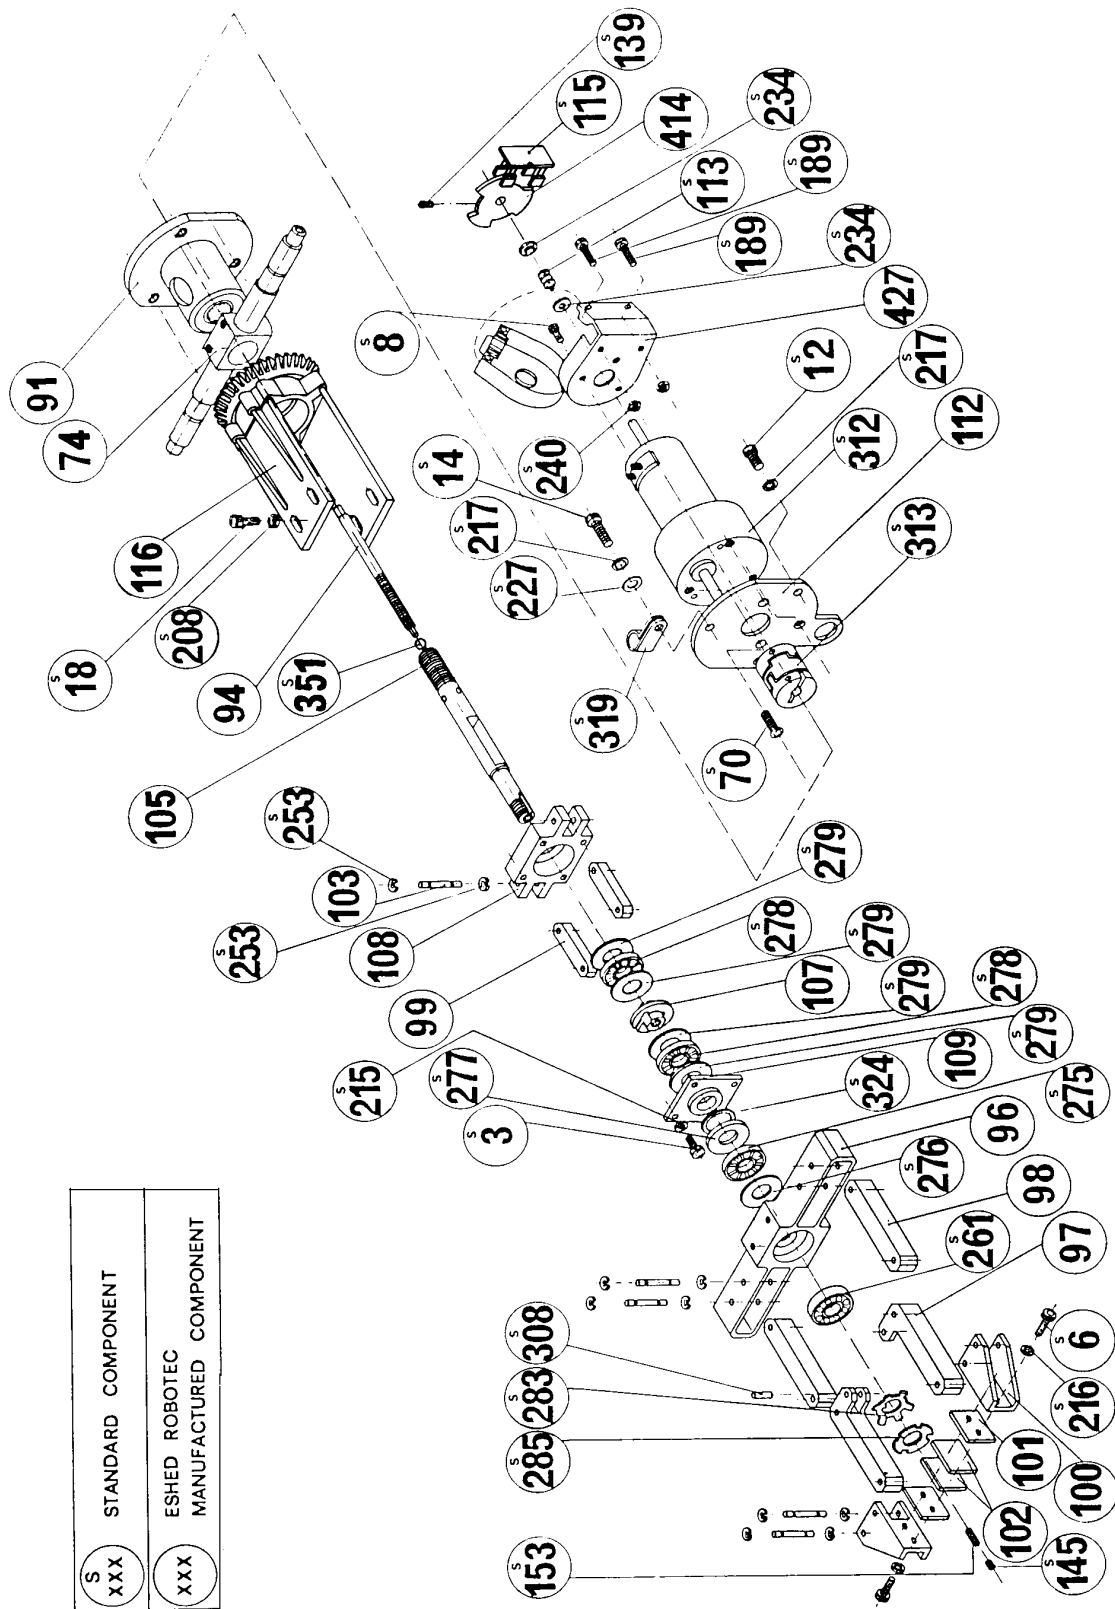 S
XXX
STANDARD COMPONENT
XXX
ESHED ROBOTEC
MANUFACTURED COMPONENT
91
74
116
S
18
S
208
94
S
351
105
S
253
103
S
253
108
99
S
215
S
277
S
3
S
308
S
283
S
285
S
153
S
139
S
115
414
S
234
S
113
S
189
S
189
S
234
427
S
8
S
12
S
217
S
312
112
S
313
S
14
S
240
S
217
S
227
S
319
S
70
S
279
S
278
S
279
107
S
279
S
278
S
279
109
S
324
S
275
96
S
276
98
S
261
97
S
6
S
216
101
100
102
S
145